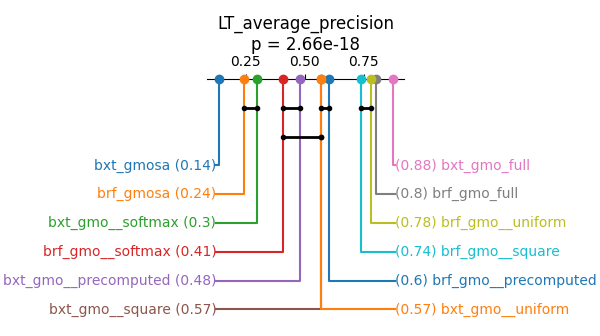 LT_average_precision
p = 2.66e-18
0.25 0.50 0.75
bxt_gmosa (0.14) (0.88) bxt_gmo_full
brf_gmosa (0.24) (0.8) brf_gmo_full
bxt_gmo__softmax (0.3) (0.78) brf_gmo__uniform
brf_gmo__softmax (0.41) (0.74) brf_gmo__square
bxt_gmo__precomputed (0.48) (0.6) brf_gmo__precomputed
bxt_gmo__square (0.57) (0.57) bxt_gmo__uniform